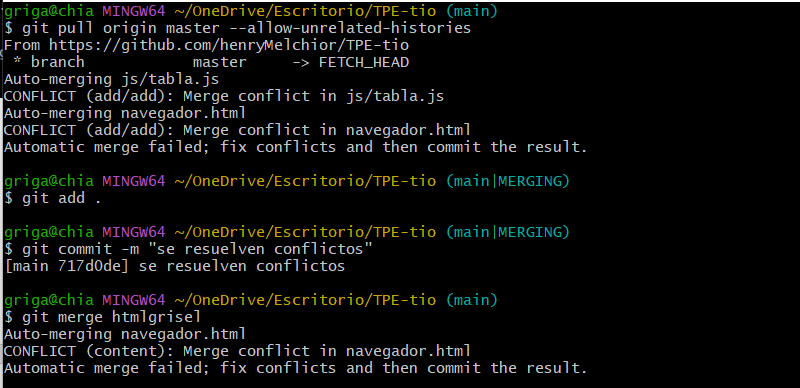 griga@chia MINGW64 ~/OneDrive/Escritorio/TPE-tio (main)
$ git pull origin master --allow-unrelated-histories
From https://github.com/henryMelchior/TPE-tio
 * branch            master     -> FETCH_HEAD
Auto-merging js/tabla.js
CONFLICT (add/add): Merge conflict in js/tabla.js
Auto-merging navegador.html
CONFLICT (add/add): Merge conflict in navegador.html
Automatic merge failed; fix conflicts and then commit the result.
griga@chia MINGW64 ~/OneDrive/Escritorio/TPE-tio (main|MERGING)
$ git add .
griga@chia MINGW64 ~/OneDrive/Escritorio/TPE-tio (main|MERGING)
$ git commit -m "se resuelven conflictos"
[main 717d0de] se resuelven conflictos
griga@chia MINGW64 ~/OneDrive/Escritorio/TPE-tio (main)
$ git merge htmlgrisel
Auto-merging navegador.html
CONFLICT (content): Merge conflict in navegador.html
Automatic merge failed; fix conflicts and then commit the result.